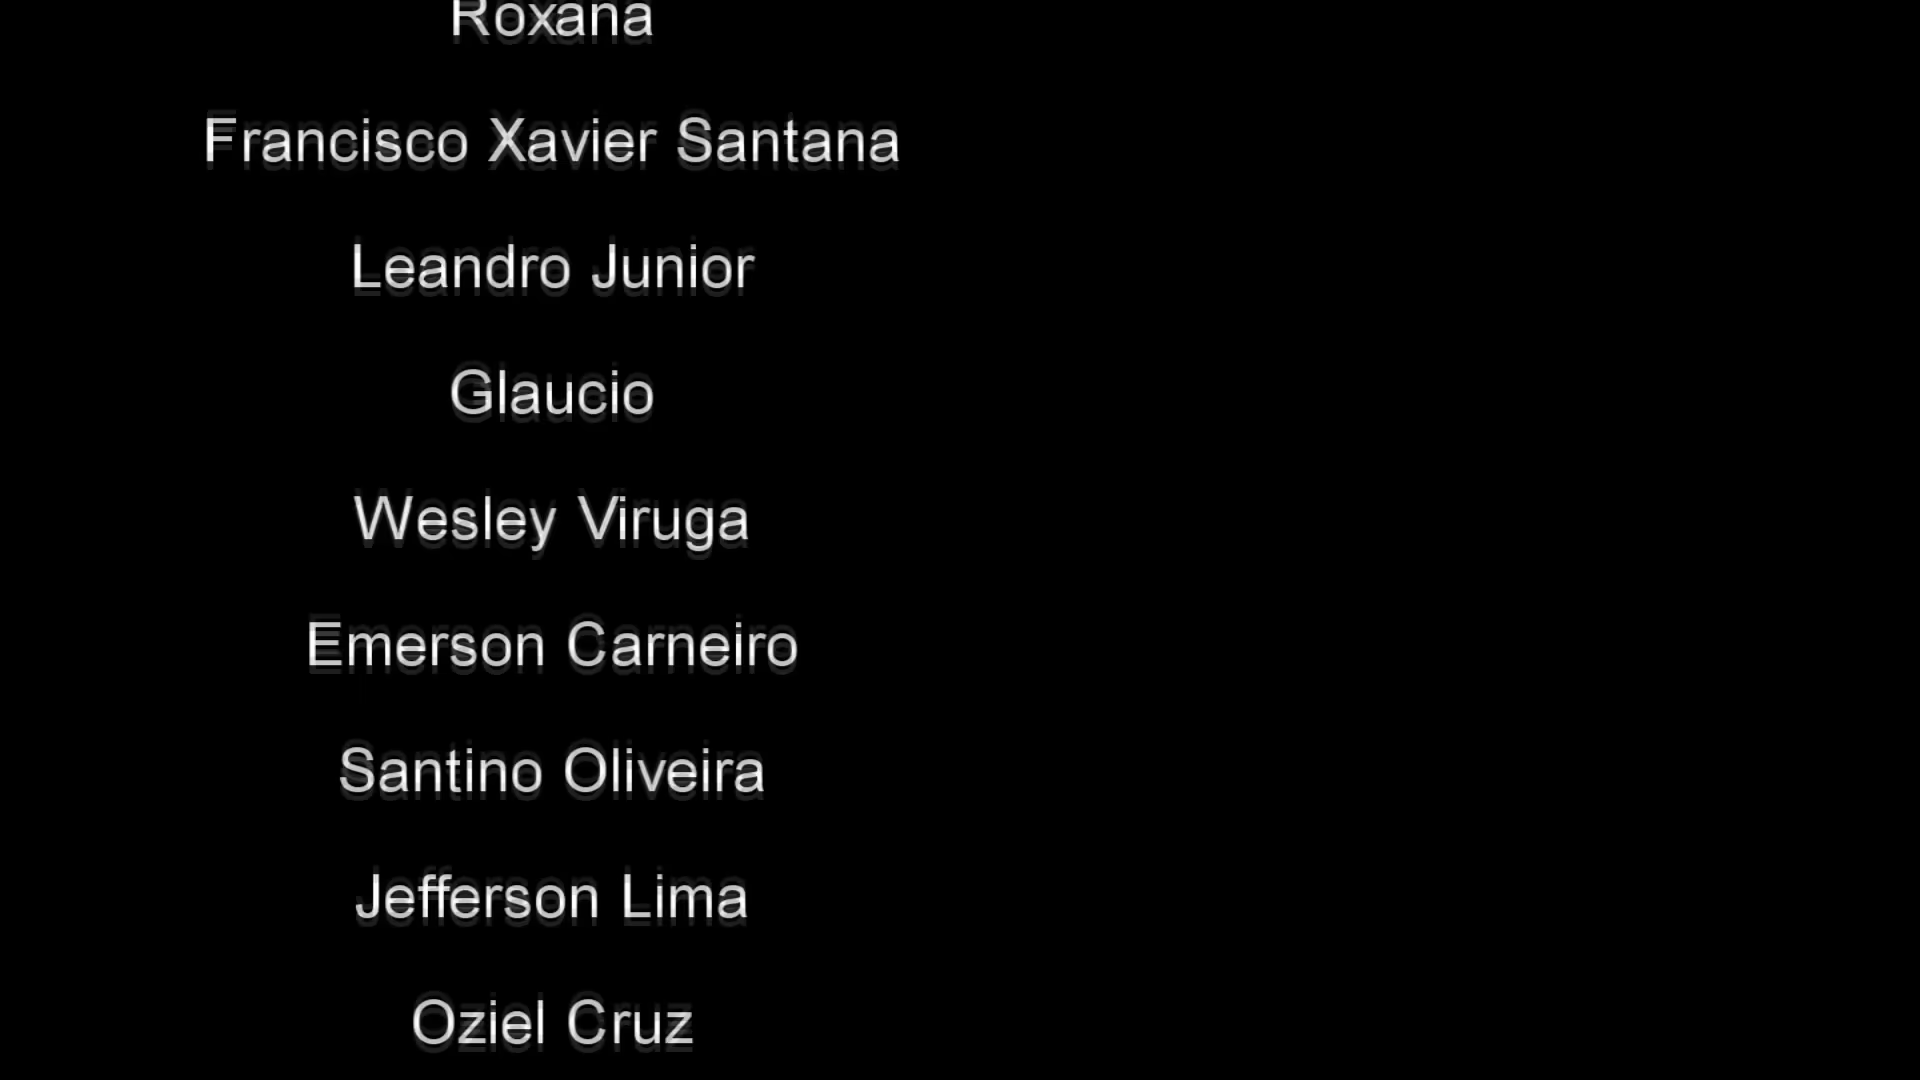 Roxana
Francisco Xavier Santana
Leandro Junior
Glaucio
Wesley Viruga
Emerson Carneiro
Santino Oliveira
Jefferson Lima
Oziel Cruz